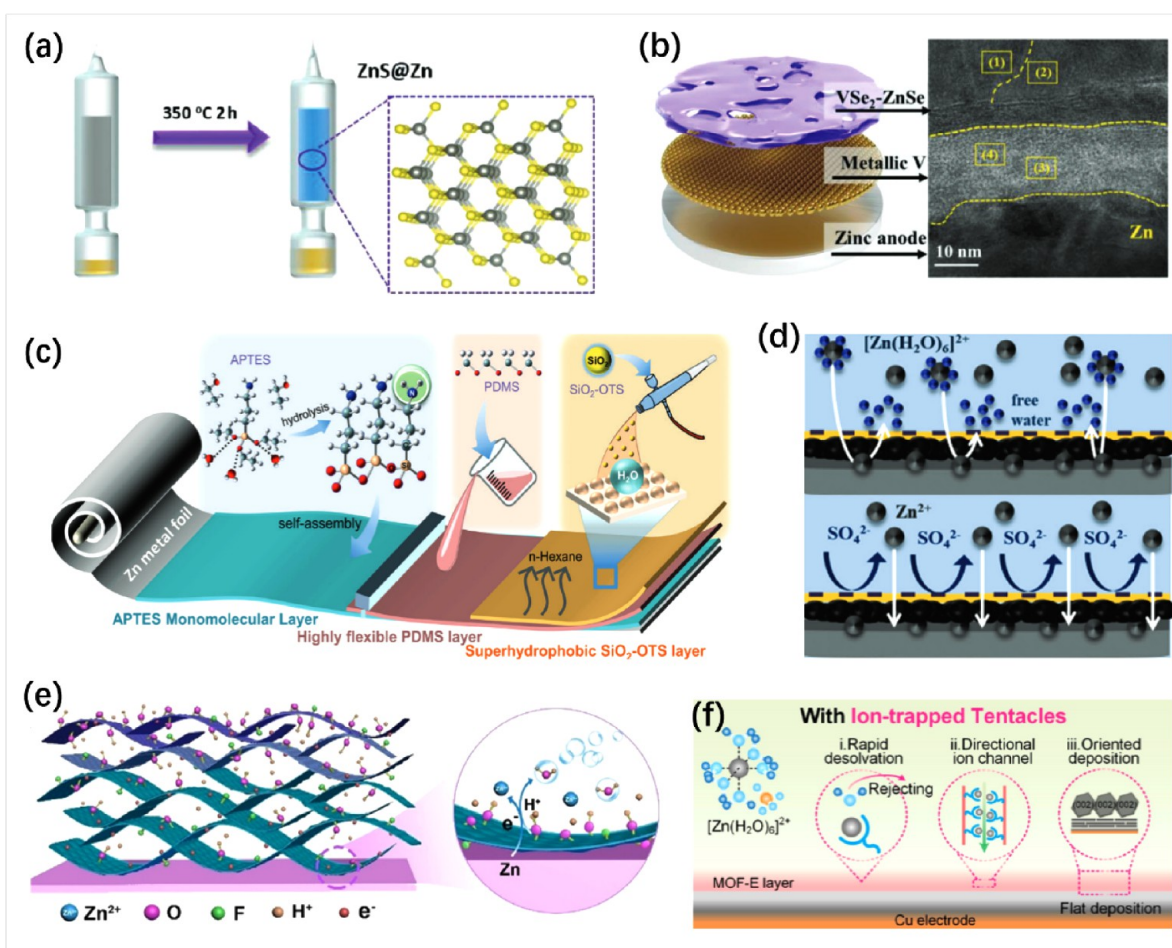 (a)
ZnS@Zn
350 ℃ 2 h
(b)
VSe₂-ZnSe
Metallic V
Zinc anode
(1)
(2)
(4)
(3)
Zn
10 nm
(c)
APTES
hydrolysis
N
Si
self-assembly
PDMS
SiO₂
SiO₂-OTS
H₂O
n-Hexane
Zn metal foil
APTES Monomolecular Layer
Highly flexible PDMS layer
Superhydrophobic SiO₂-OTS layer
(d)
[Zn(H₂O)₆]²⁺
free
water
Zn²⁺
SO₄²⁻ SO₄²⁻ SO₄²⁻ SO₄²⁻
(e)
H⁺
e⁻
Zn
Zn²⁺ O F H⁺ e⁻
(f)
With Ion-trapped Tentacles
i.Rapid
desolvation
ii.Directional
ion channel
iii.Oriented
deposition
Rejecting
(002) (002) (002)
[Zn(H₂O)₆]²⁺
MOF-E layer
Flat deposition
Cu electrode